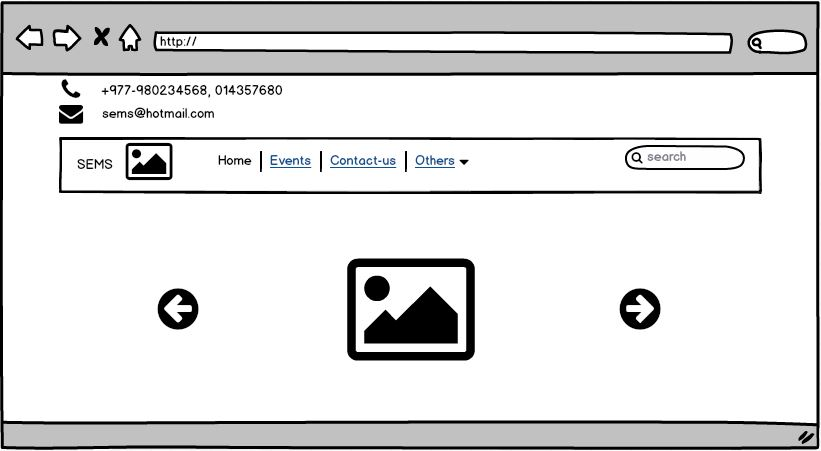 http://
+977-980234568, 014357680
sems@hotmail.com
SEMS Home Events Contact-us Others search